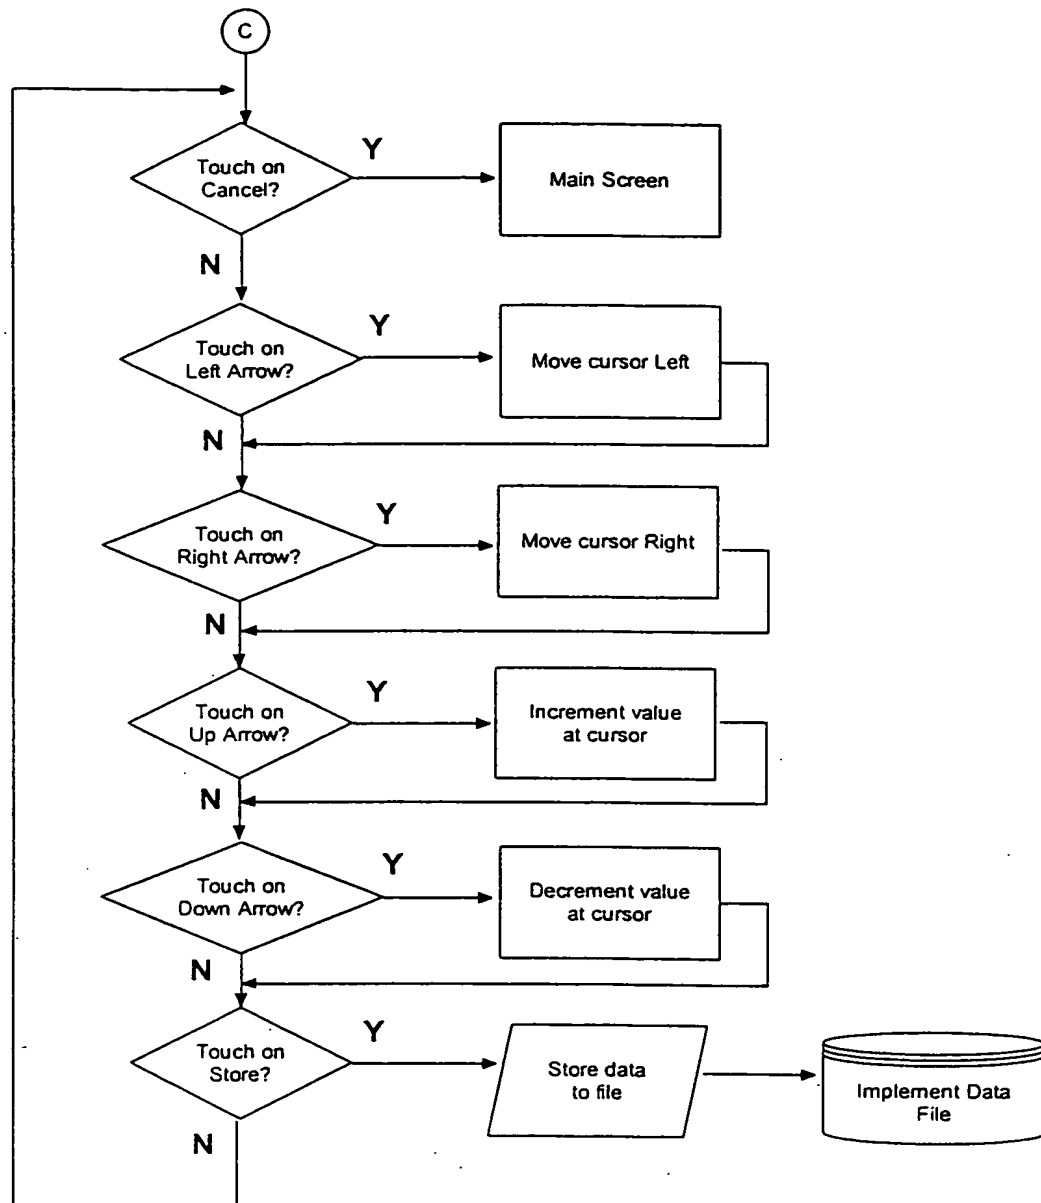 C
Touch on
Cancel?
Y
Main Screen
N
Touch on
Left Arrow?
Y
Move cursor Left
N
Touch on
Right Arrow?
Y
Move cursor Right
N
Touch on
Up Arrow?
Y
Increment value
at cursor
N
Touch on
Down Arrow?
Y
Decrement value
at cursor
N
Touch on
Store?
Y
Store data
to file
Implement Data
File
N